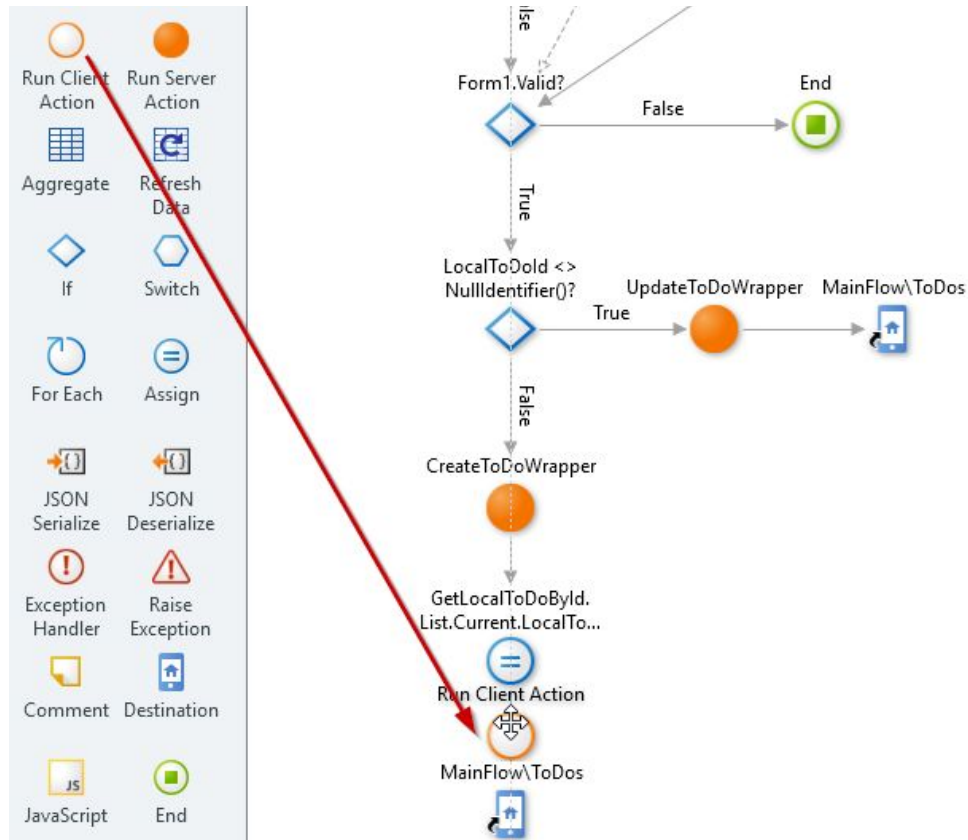 Run Client
Action
Run Server
Action
Aggregate
Refresh
Data
If
Switch
For Each
Assign
JSON
Serialize
JSON
Deserialize
Exception
Handler
Raise
Exception
Comment
Destination
JS
JavaScript
End
Form1.Valid?
False
End
True
LocalToDoId <>
NullIdentifier()?
True
UpdateToDoWrapper
MainFlow\ToDos
False
CreateToDoWrapper
GetLocalToDoById.
List.Current.LocalTo...
Run Client Action
MainFlow\ToDos